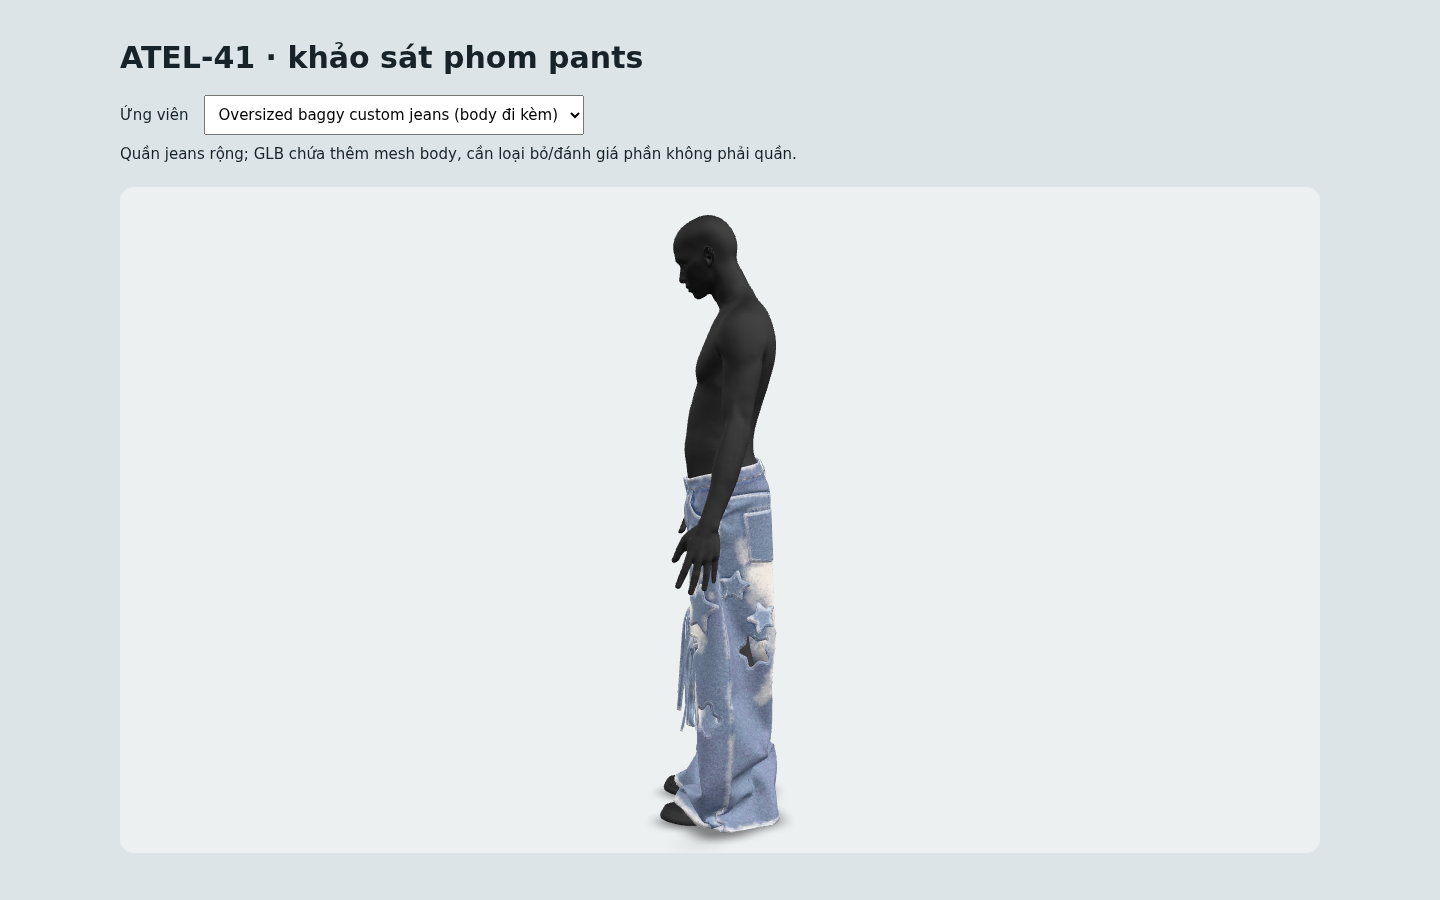 ATEL-41 · khảo sát phom pants
Ứng viên
Oversized baggy custom jeans (body đi kèm)
Quần jeans rộng; GLB chứa thêm mesh body, cần loại bỏ/đánh giá phần không phải quần.